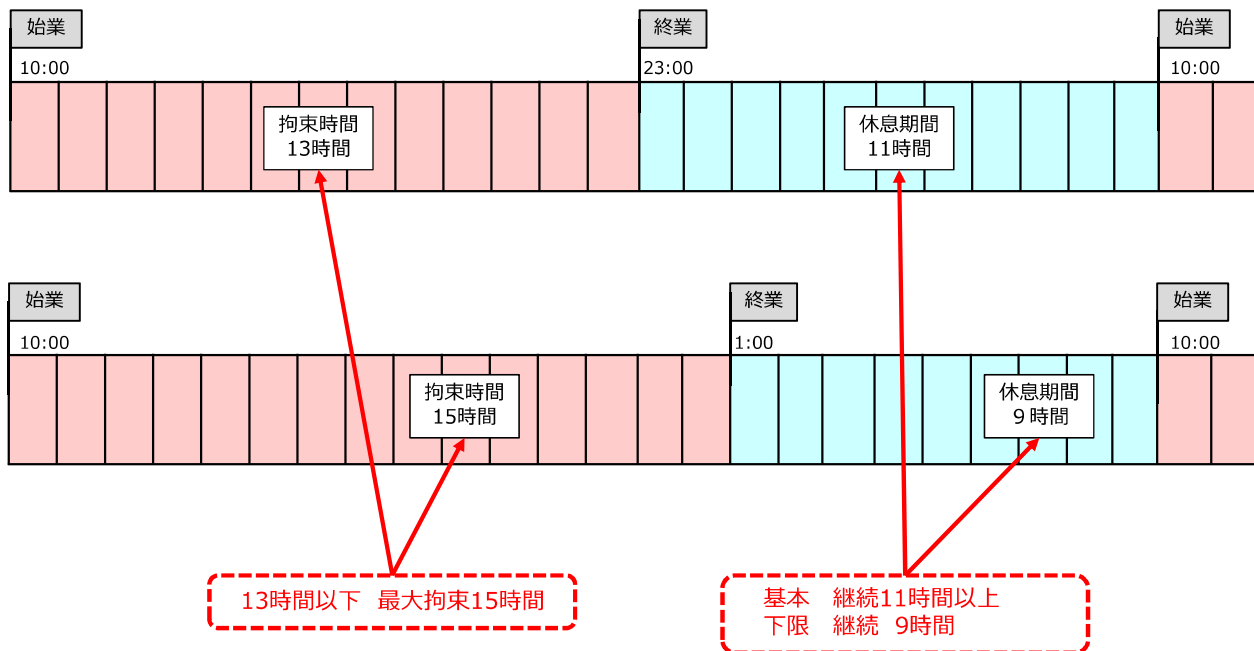 始業
終業
始業
10:00
23:00
10:00
拘束時間
13時間
休息期間
11時間
始業
終業
始業
10:00
1:00
10:00
拘束時間
15時間
休息期間
9時間
13時間以下 最大拘束15時間
基本 継続11時間以上
下限 継続 9時間